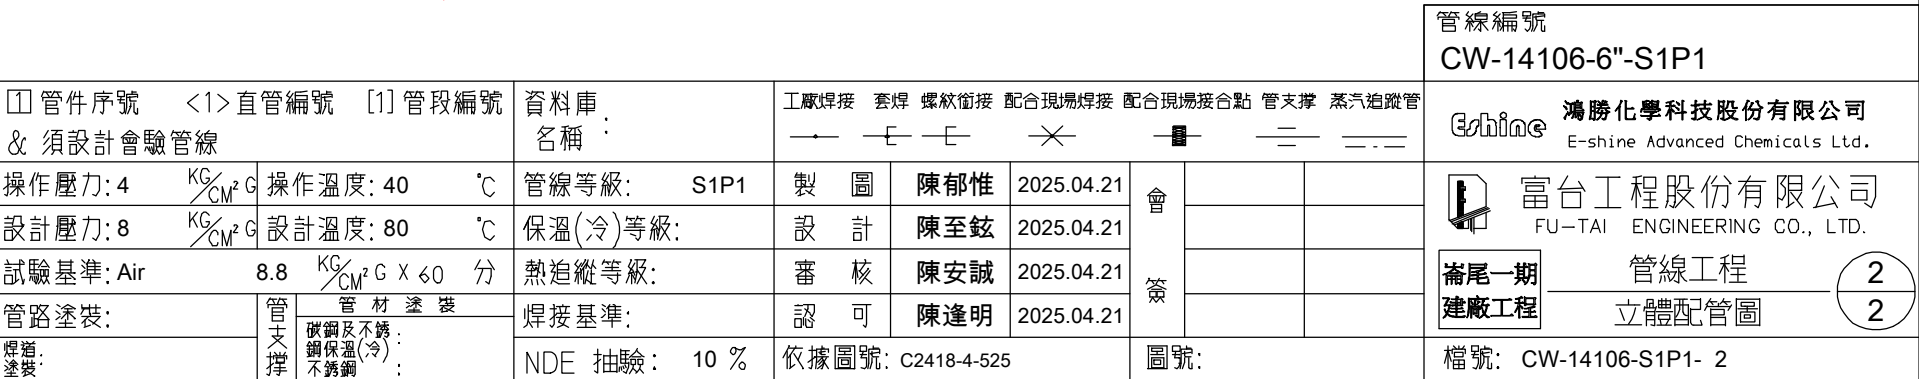 管線編號
CW-14106-6"-S1P1
1 管件序號 <1>直管編號 [1]管段編號
& 須設計會驗管線
資料庫名稱:
工廠焊接 套焊 螺紋銜接 配合現場焊接 配合現場接合點 管支撐 蒸汽追蹤管
Eshine 鴻勝化學科技股份有限公司
E-shine Advanced Chemicals Ltd.
操作壓力: 4 KG/CM² G 操作溫度: 40 °C 管線等級: S1P1 製圖 陳郁惟 2025.04.21
設計壓力: 8 KG/CM² G 設計溫度: 80 °C 保溫(冷)等級: 設計 陳至鉉 2025.04.21
試驗基準: Air 8.8 KG/CM² G X 60 分 熱追縱等級: 審核 陳安誠 2025.04.21
管路塗裝: 管支撐 管材塗裝 焊接基準: 認可 陳逢明 2025.04.21
會簽
富台工程股份有限公司
FU-TAI ENGINEERING CO., LTD.
崙尾一期
建廠工程
管線工程
立體配管圖
2
2
焊道塗裝:
碳鋼及不銹鋼保溫(冷):
不銹鋼:
NDE 抽驗: 10 %
依據圖號: C2418-4-525
圖號:
檔號: CW-14106-S1P1- 2